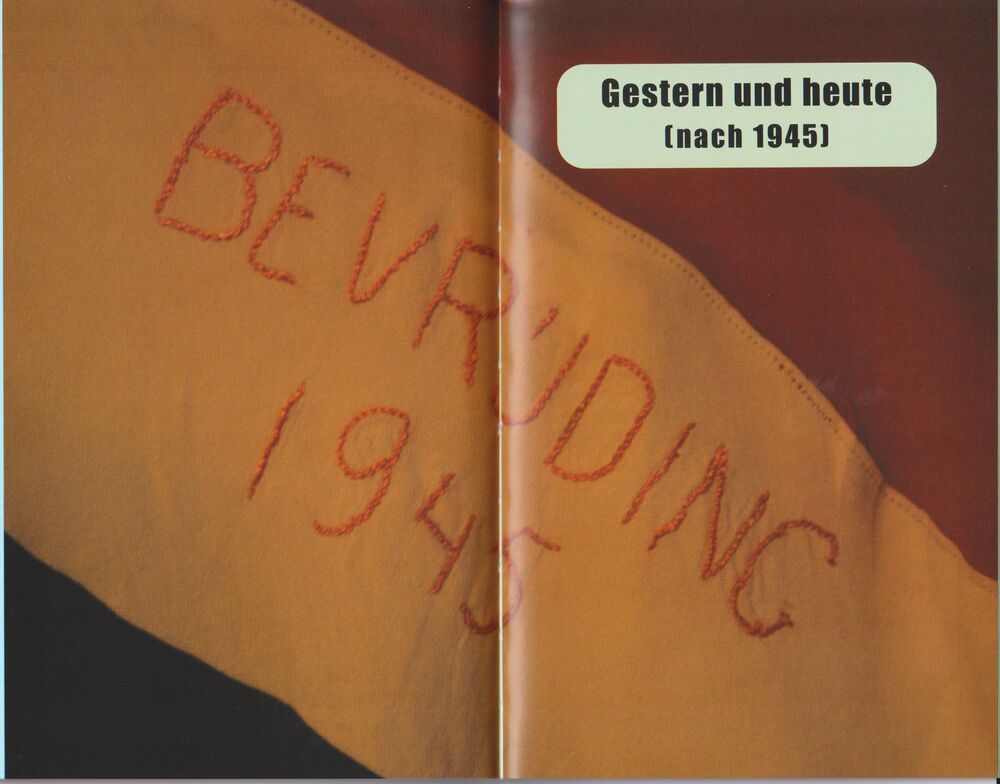 BEVRIJDING
1945
Gestern und heute
(nach 1945)